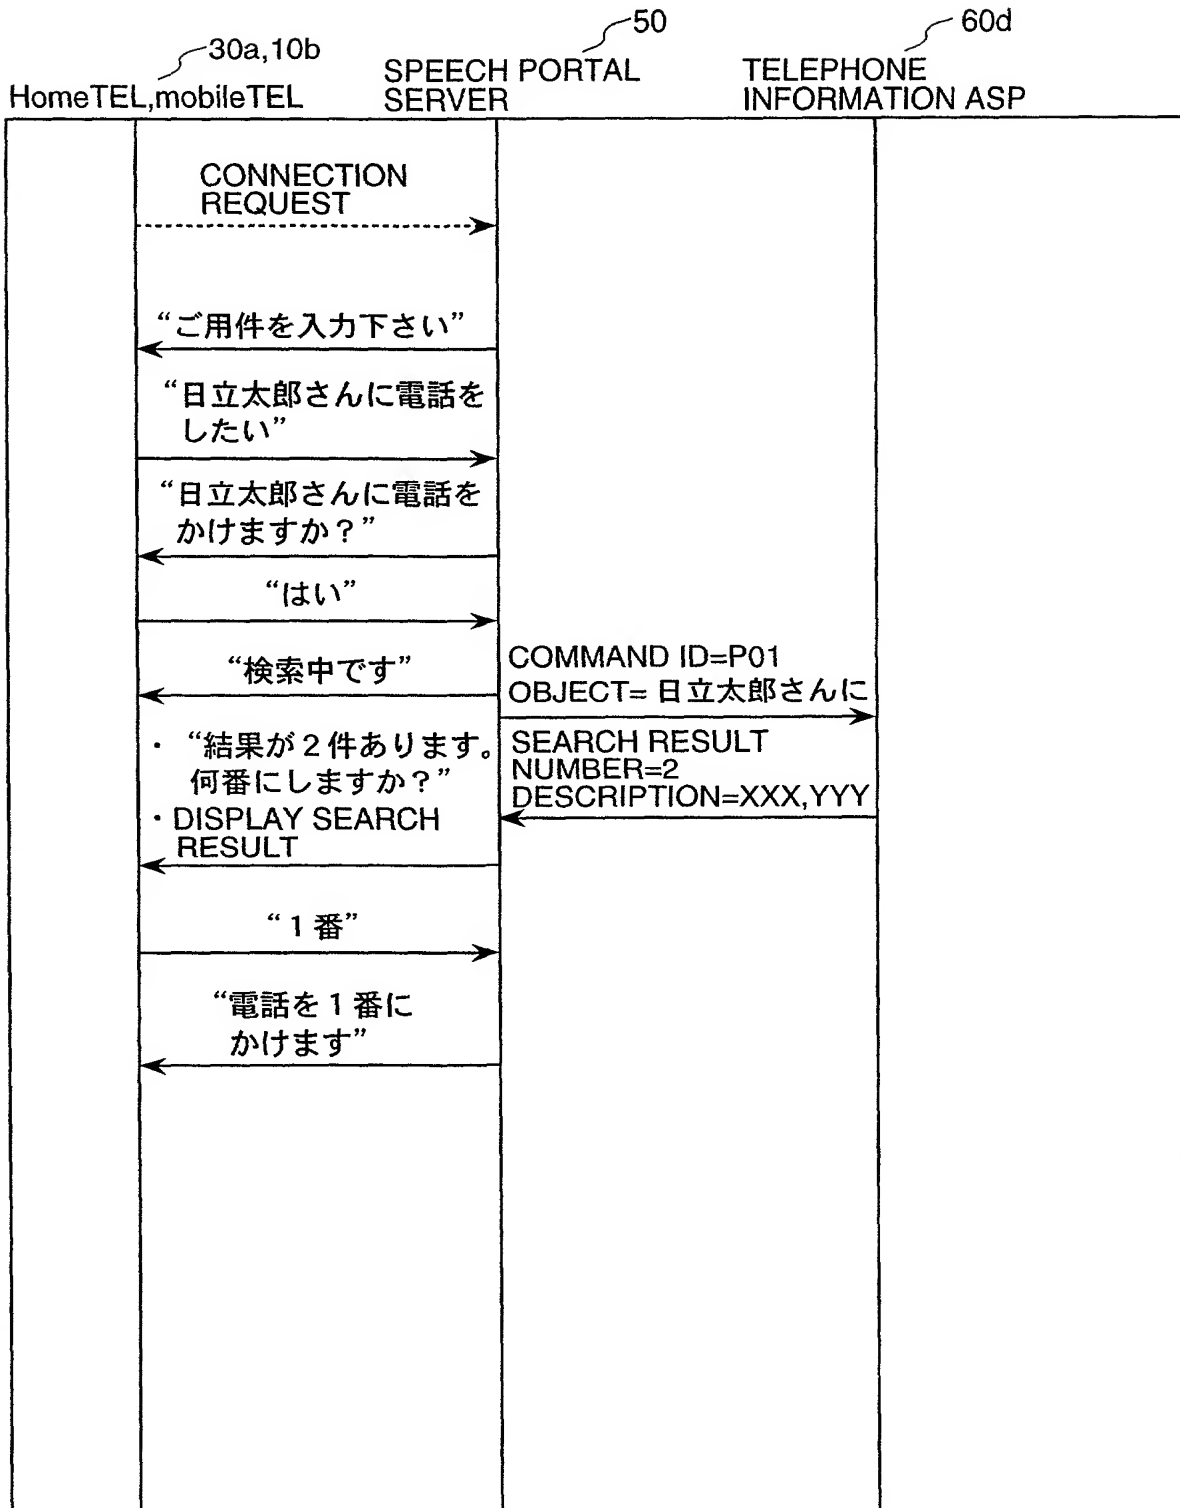 30a,10b
50
60d
HomeTEL,mobileTEL
SPEECH PORTAL
SERVER
TELEPHONE
INFORMATION ASP
CONNECTION
REQUEST
“ご用件を入力下さい”
“日立太郎さんに電話を
したい”
“日立太郎さんに電話を
かけますか？”
“はい”
“検索中です”
COMMAND ID=P01
OBJECT= 日立太郎さんに
・ “結果が２件あります。
何番にしますか？”
・DISPLAY SEARCH
RESULT
SEARCH RESULT
NUMBER=2
DESCRIPTION=XXX,YYY
“１番”
“電話を１番に
かけます”